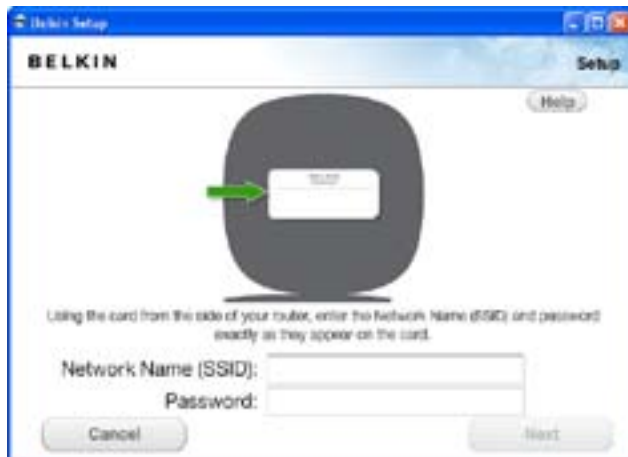 Belkin Setup
BELKIN
Setup
Help
Using the card from the side of your router, enter the Network Name (SSID) and password
exactly as they appear on the card.
Network Name (SSID):
Password:
Cancel
Next